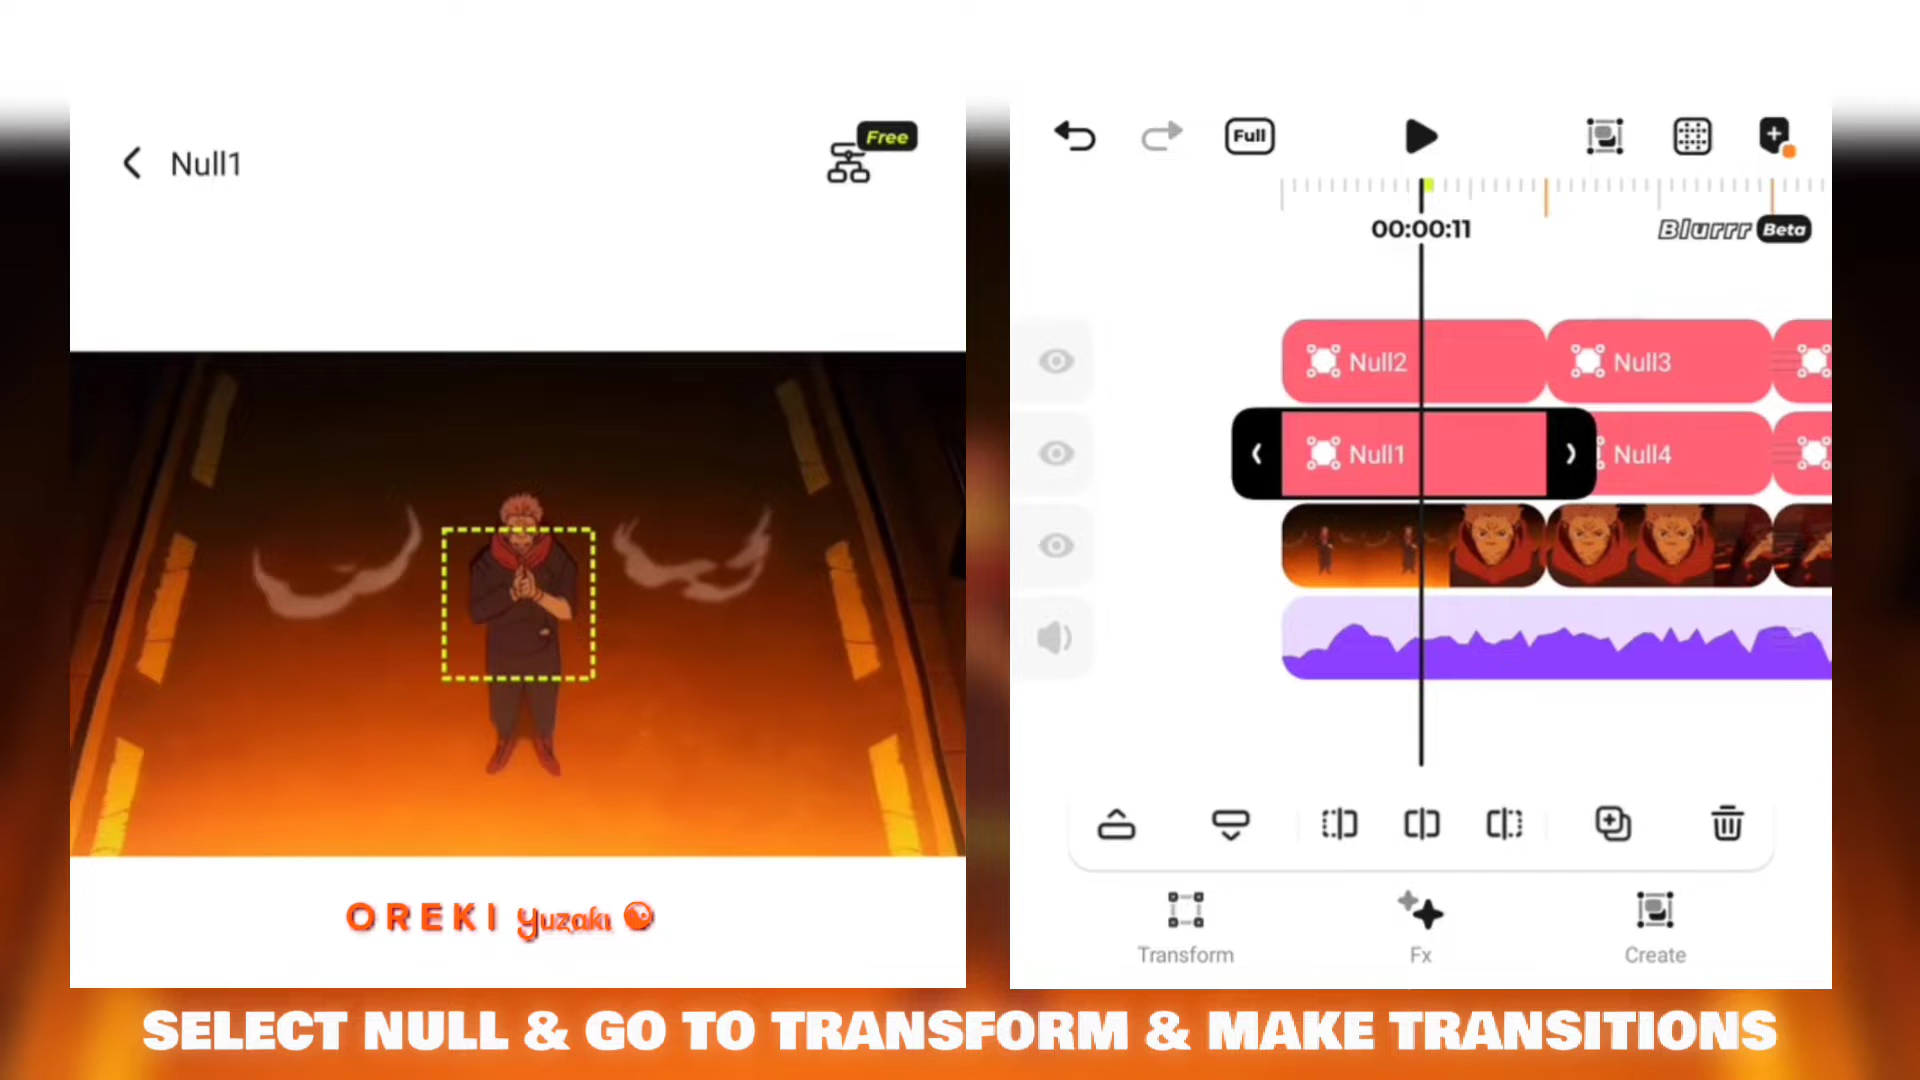 Free
Null1
Full
00:00:11
Blurrr Beta
Null2
Null3
Null1
Null4
Transform
Fx
Create
OREKI yuzaki
SELECT NULL & GO TO TRANSFORM & MAKE TRANSITIONS